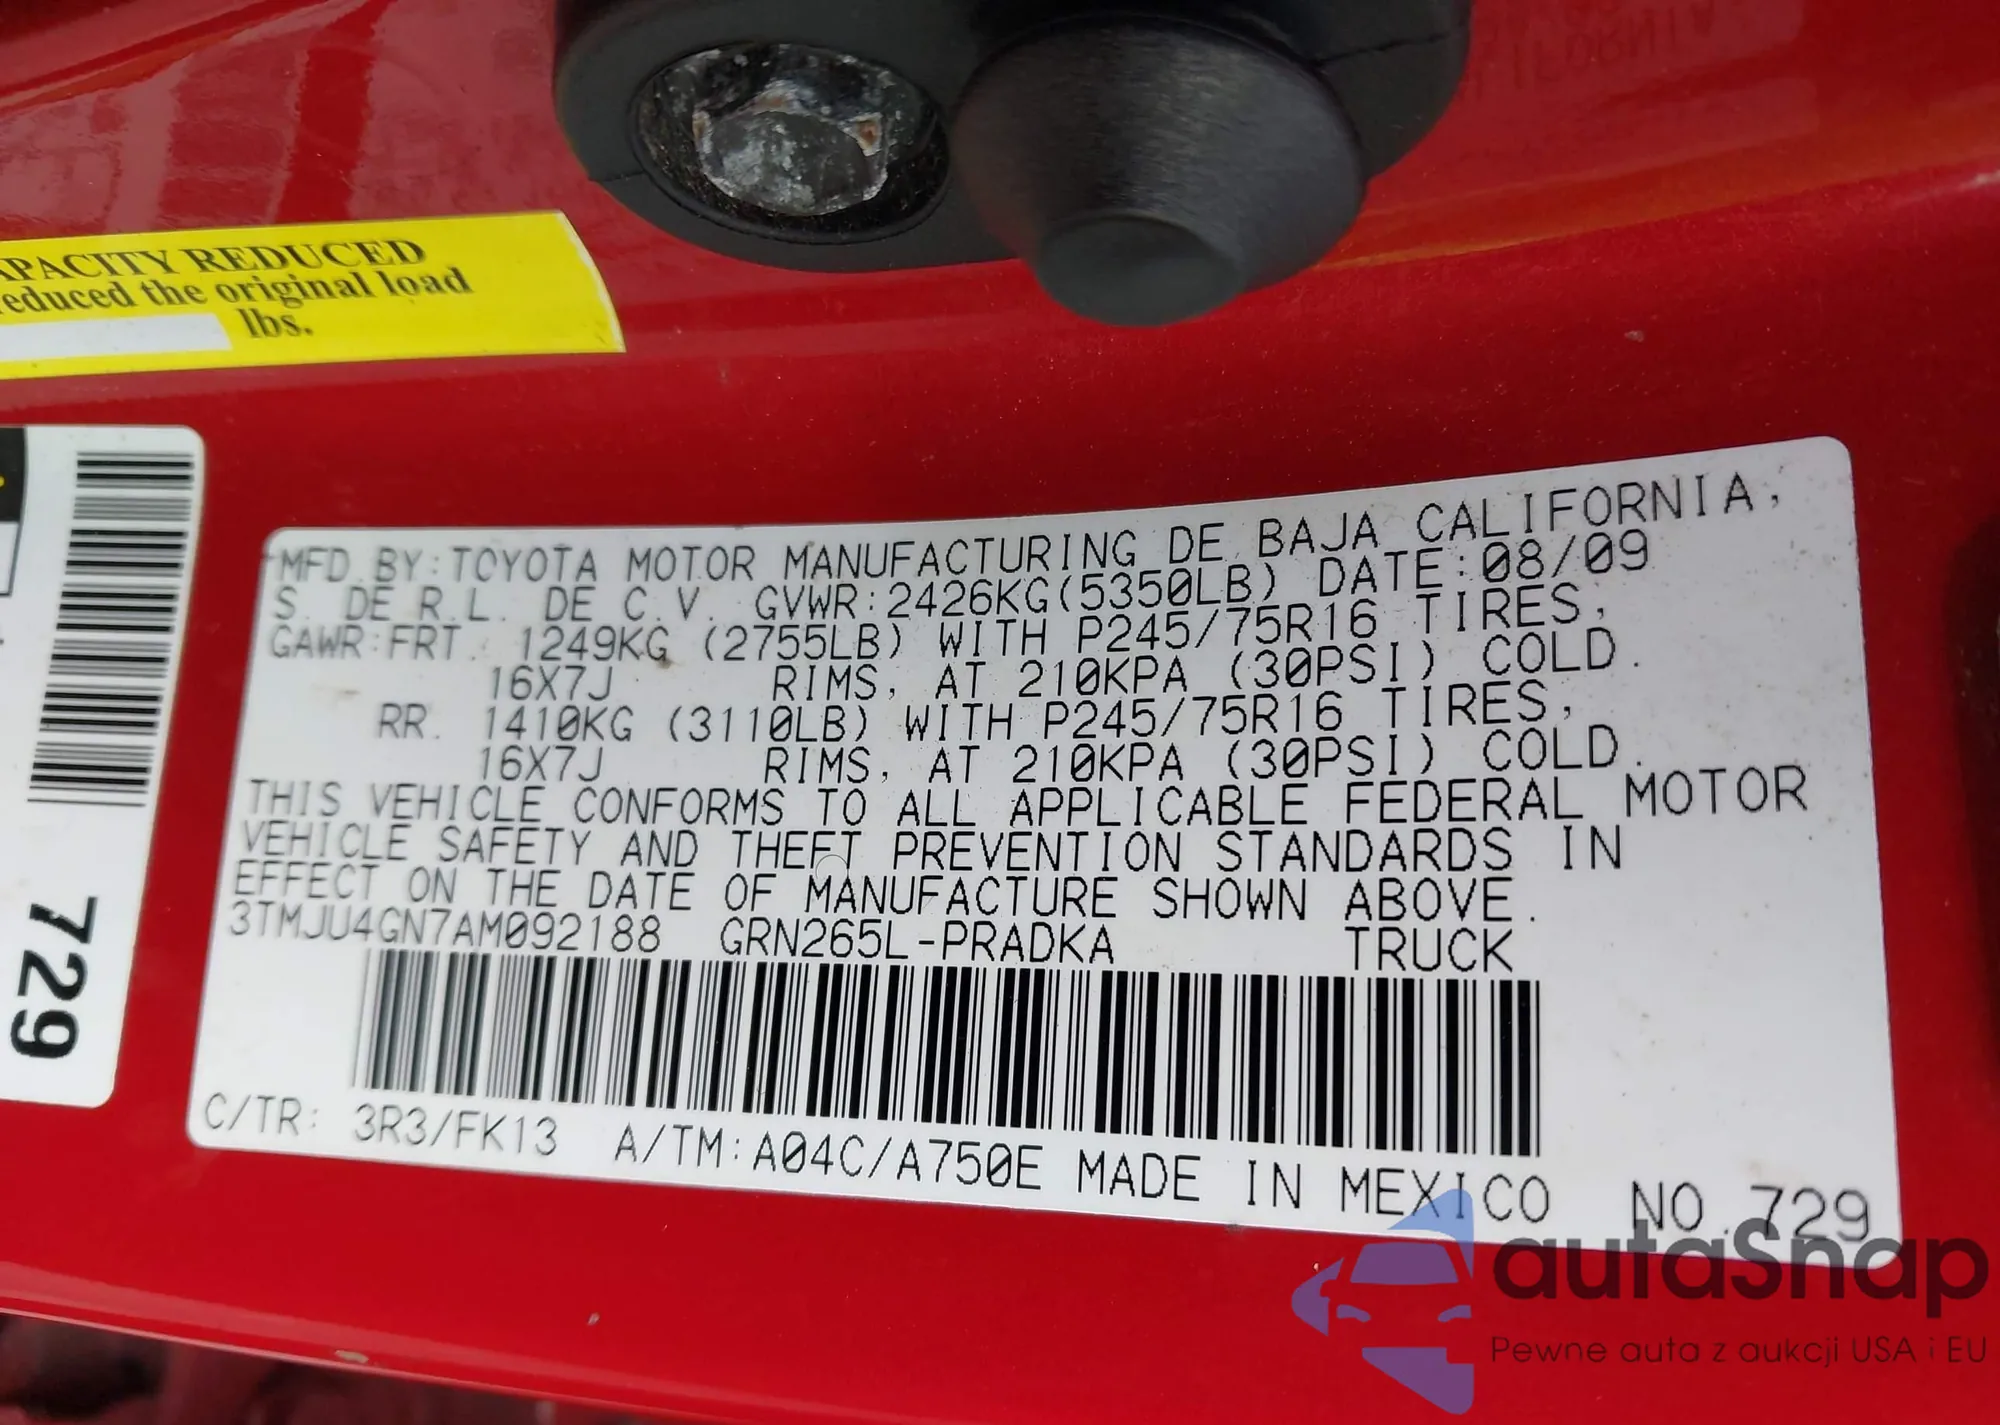 APACITY REDUCED
reduced the original load
lbs.
729
MFD.BY:TOYOTA MOTOR MANUFACTURING DE BAJA CALIFORNIA,
S. DE R.L. DE C.V. GVWR:2426KG(5350LB) DATE:08/09
GAWR:FRT. 1249KG (2755LB) WITH P245/75R16 TIRES,
16X7J RIMS, AT 210KPA (30PSI) COLD.
RR. 1410KG (3110LB) WITH P245/75R16 TIRES,
16X7J RIMS, AT 210KPA (30PSI) COLD.
THIS VEHICLE CONFORMS TO ALL APPLICABLE FEDERAL MOTOR
VEHICLE SAFETY AND THEFT PREVENTION STANDARDS IN
EFFECT ON THE DATE OF MANUFACTURE SHOWN ABOVE.
3TMJU4GN7AM092188 GRN265L-PRADKA TRUCK
C/TR: 3R3/FK13 A/TM:A04C/A750E MADE IN MEXICO NO.729
autaSnap
Pewne auta z aukcji USA i EU